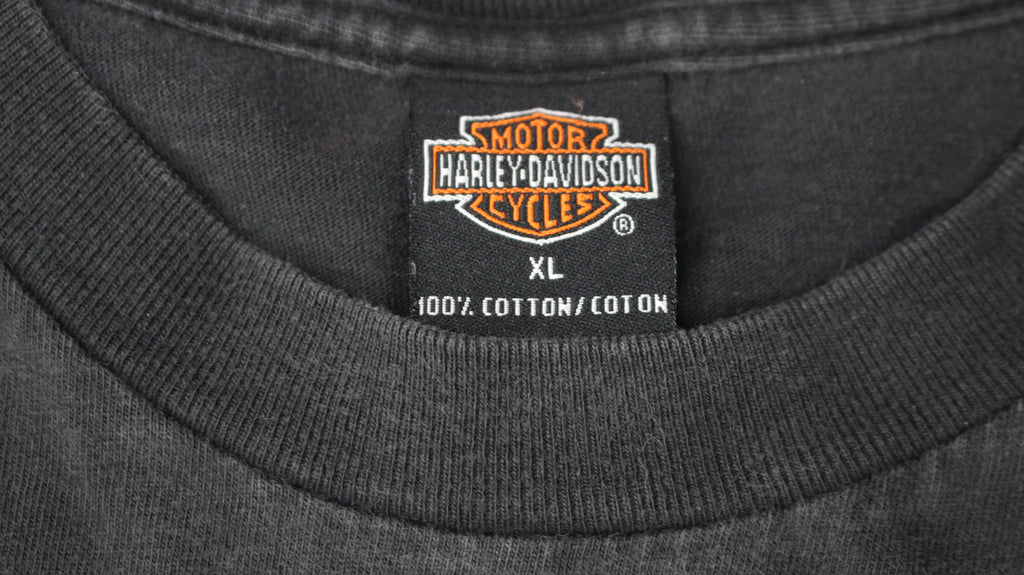 MOTOR
HARLEY-DAVIDSON
CYCLES
®
XL
100% COTTON/COTON